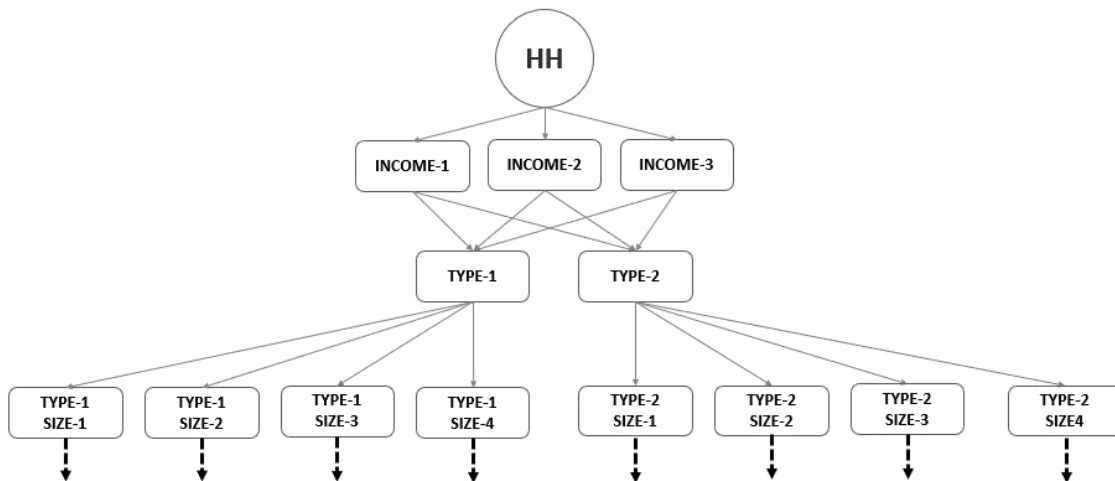 HH
INCOME-1
INCOME-2
INCOME-3
TYPE-1
TYPE-2
TYPE-1
SIZE-1
TYPE-1
SIZE-2
TYPE-1
SIZE-3
TYPE-1
SIZE-4
TYPE-2
SIZE-1
TYPE-2
SIZE-2
TYPE-2
SIZE-3
TYPE-2
SIZE4